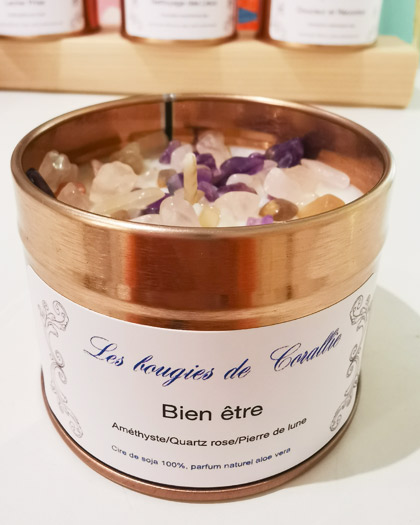 Les bougies de Corallie
Bien être
Améthyste/Quartz rose/Pierre de lune
Cire de soja 100%, parfum naturel aloe vera